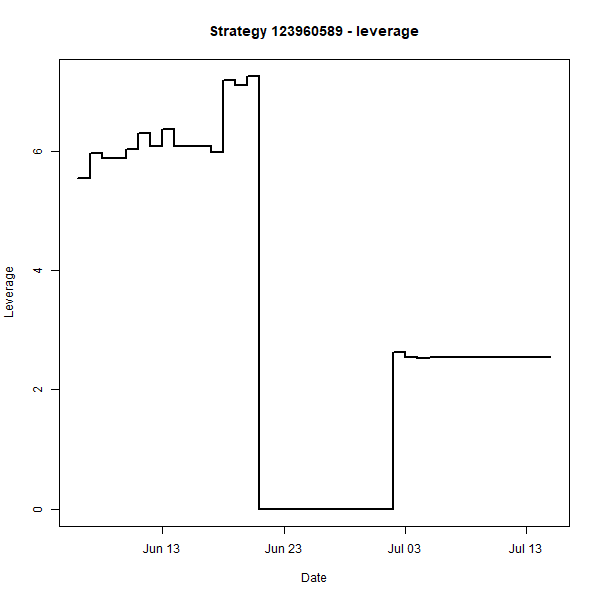 Strategy 123960589 - leverage
6
4
2
0
Leverage
Jun 13
Jun 23
Jul 03
Jul 13
Date